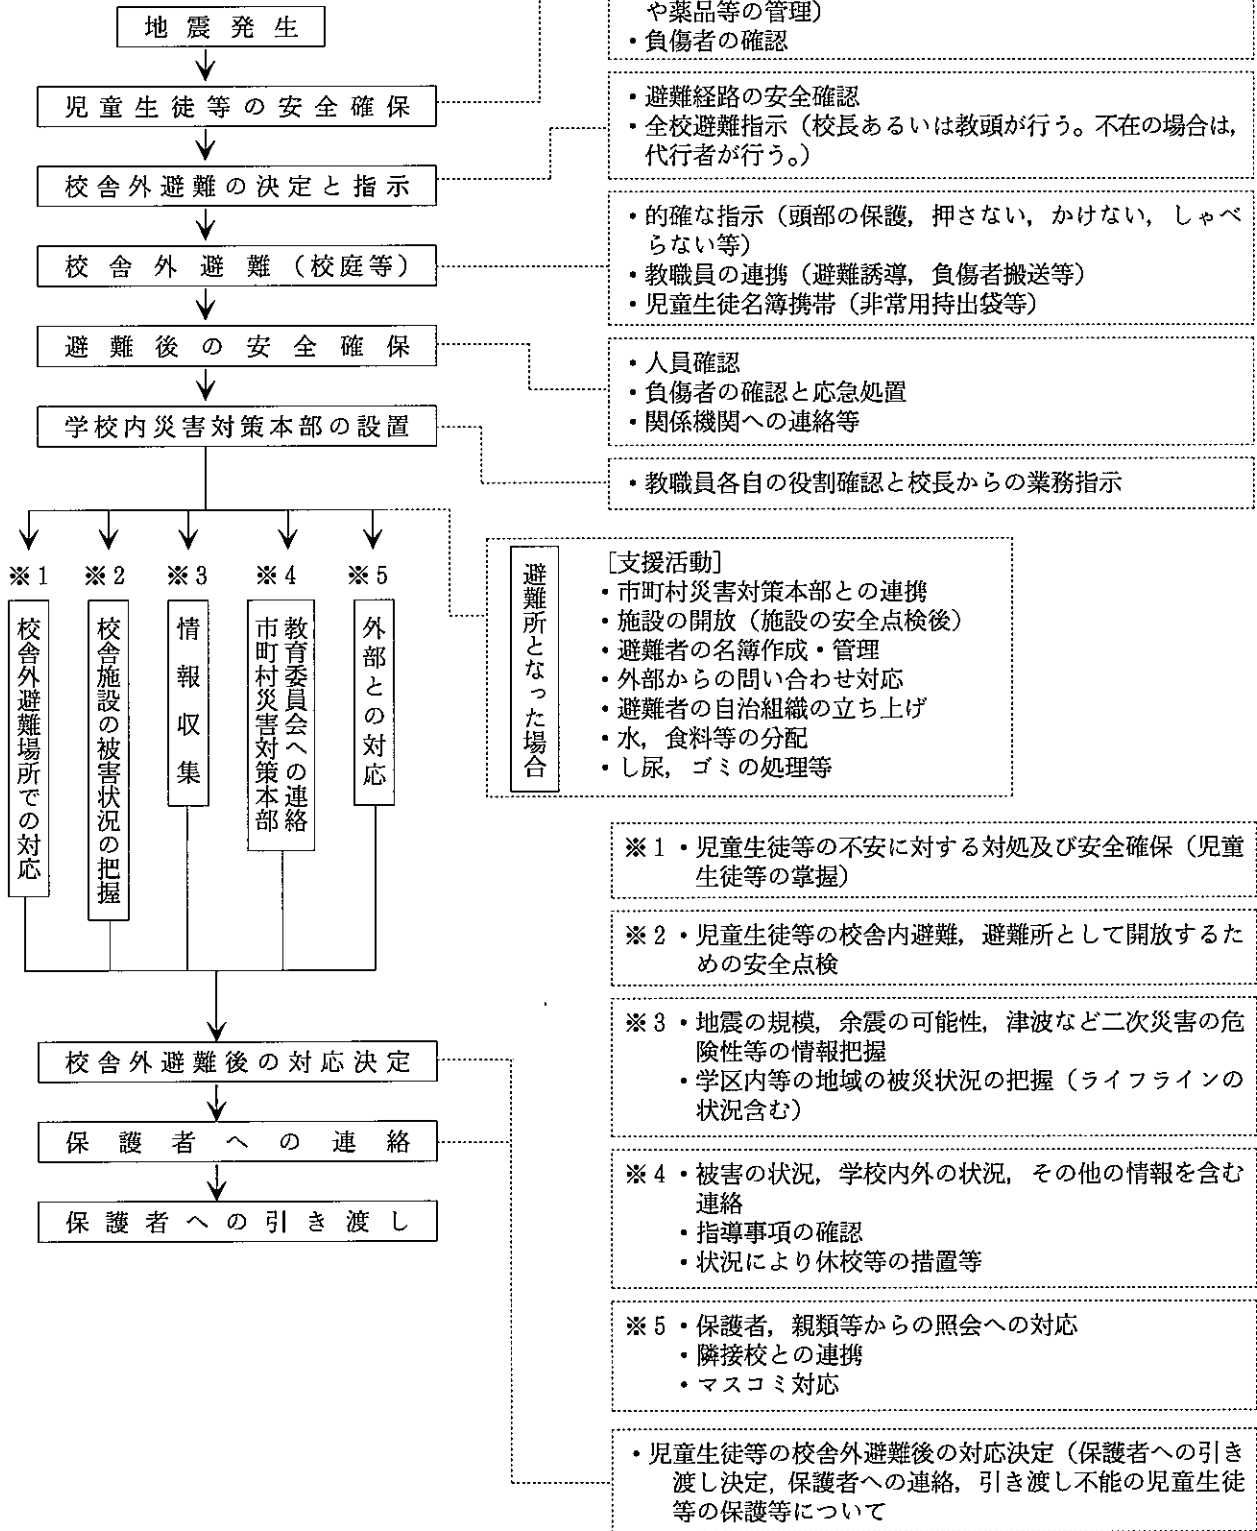 や薬品等の管理)
・負傷者の確認
地震発生
児童生徒等の安全確保
・避難経路の安全確認
・全校避難指示（校長あるいは教頭が行う。不在の場合は,
代行者が行う。）
校舎外避難の決定と指示
・的確な指示（頭部の保護，押さない，かけない，しゃべ
らない等）
・教職員の連携（避難誘導，負傷者搬送等）
・児童生徒名簿携帯（非常用持出袋等）
校舎外避難（校庭等）
避難後の安全確保
・人員確認
・負傷者の確認と応急処置
・関係機関への連絡等
学校内災害対策本部の設置
・教職員各自の役割確認と校長からの業務指示
※1 ※2 ※3 ※4 ※5
校舎外避難場所での対応
校舎施設の被害状況の把握
情報収集
教育委員会への連絡
市町村災害対策本部
外部との対応
避難所となった場合
［支援活動］
・市町村災害対策本部との連携
・施設の開放（施設の安全点検後）
・避難者の名簿作成・管理
・外部からの問い合わせ対応
・避難者の自治組織の立ち上げ
・水，食料等の分配
・し尿，ゴミの処理等
※1・児童生徒等の不安に対する対処及び安全確保（児童
生徒等の掌握）
※2・児童生徒等の校舎内避難，避難所として開放するた
めの安全点検
※3・地震の規模，余震の可能性，津波など二次災害の危
険性等の情報把握
・学区内等の地域の被災状況の把握（ライフラインの
状況含む）
校舎外避難後の対応決定
保護者への連絡
保護者への引き渡し
※4・被害の状況，学校内外の状況，その他の情報を含む
連絡
・指導事項の確認
・状況により休校等の措置等
※5・保護者，親類等からの照会への対応
・隣接校との連携
・マスコミ対応
・児童生徒等の校舎外避難後の対応決定（保護者への引き
渡し決定，保護者への連絡，引き渡し不能の児童生徒
等の保護等について